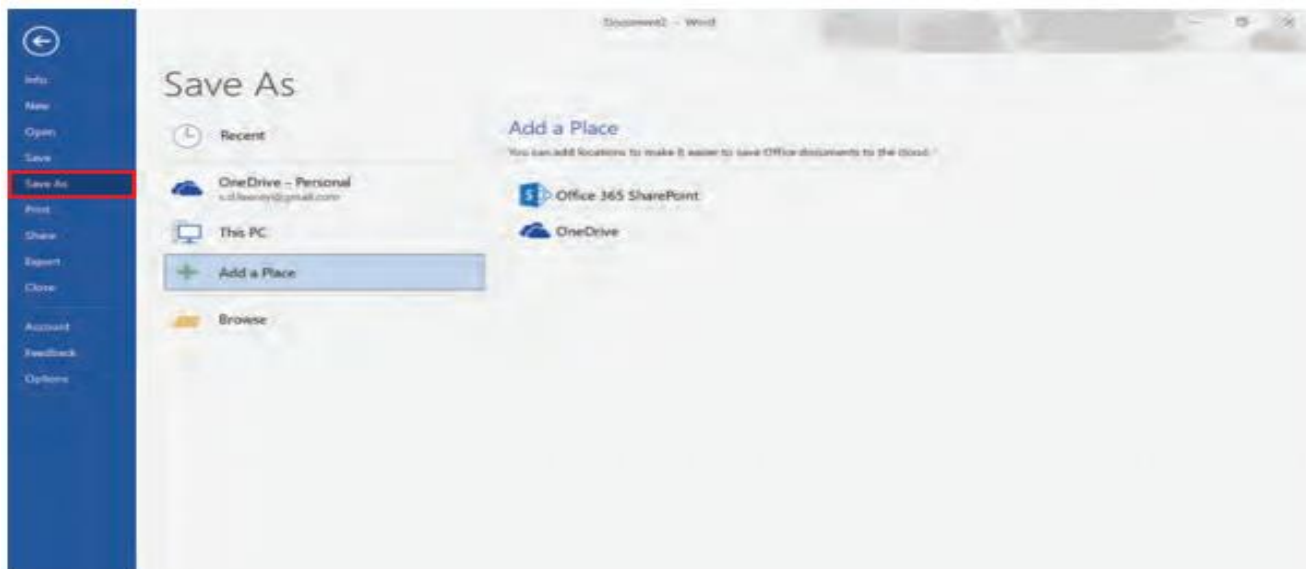 Document2 - Word
Info
New
Open
Save
Save As
Print
Share
Export
Close
Account
Feedback
Options
Save As
Recent
OneDrive – Personal
This PC
Add a Place
Browse
Add a Place
You can add locations to make it easier to save Office documents to the cloud.
Office 365 SharePoint
OneDrive